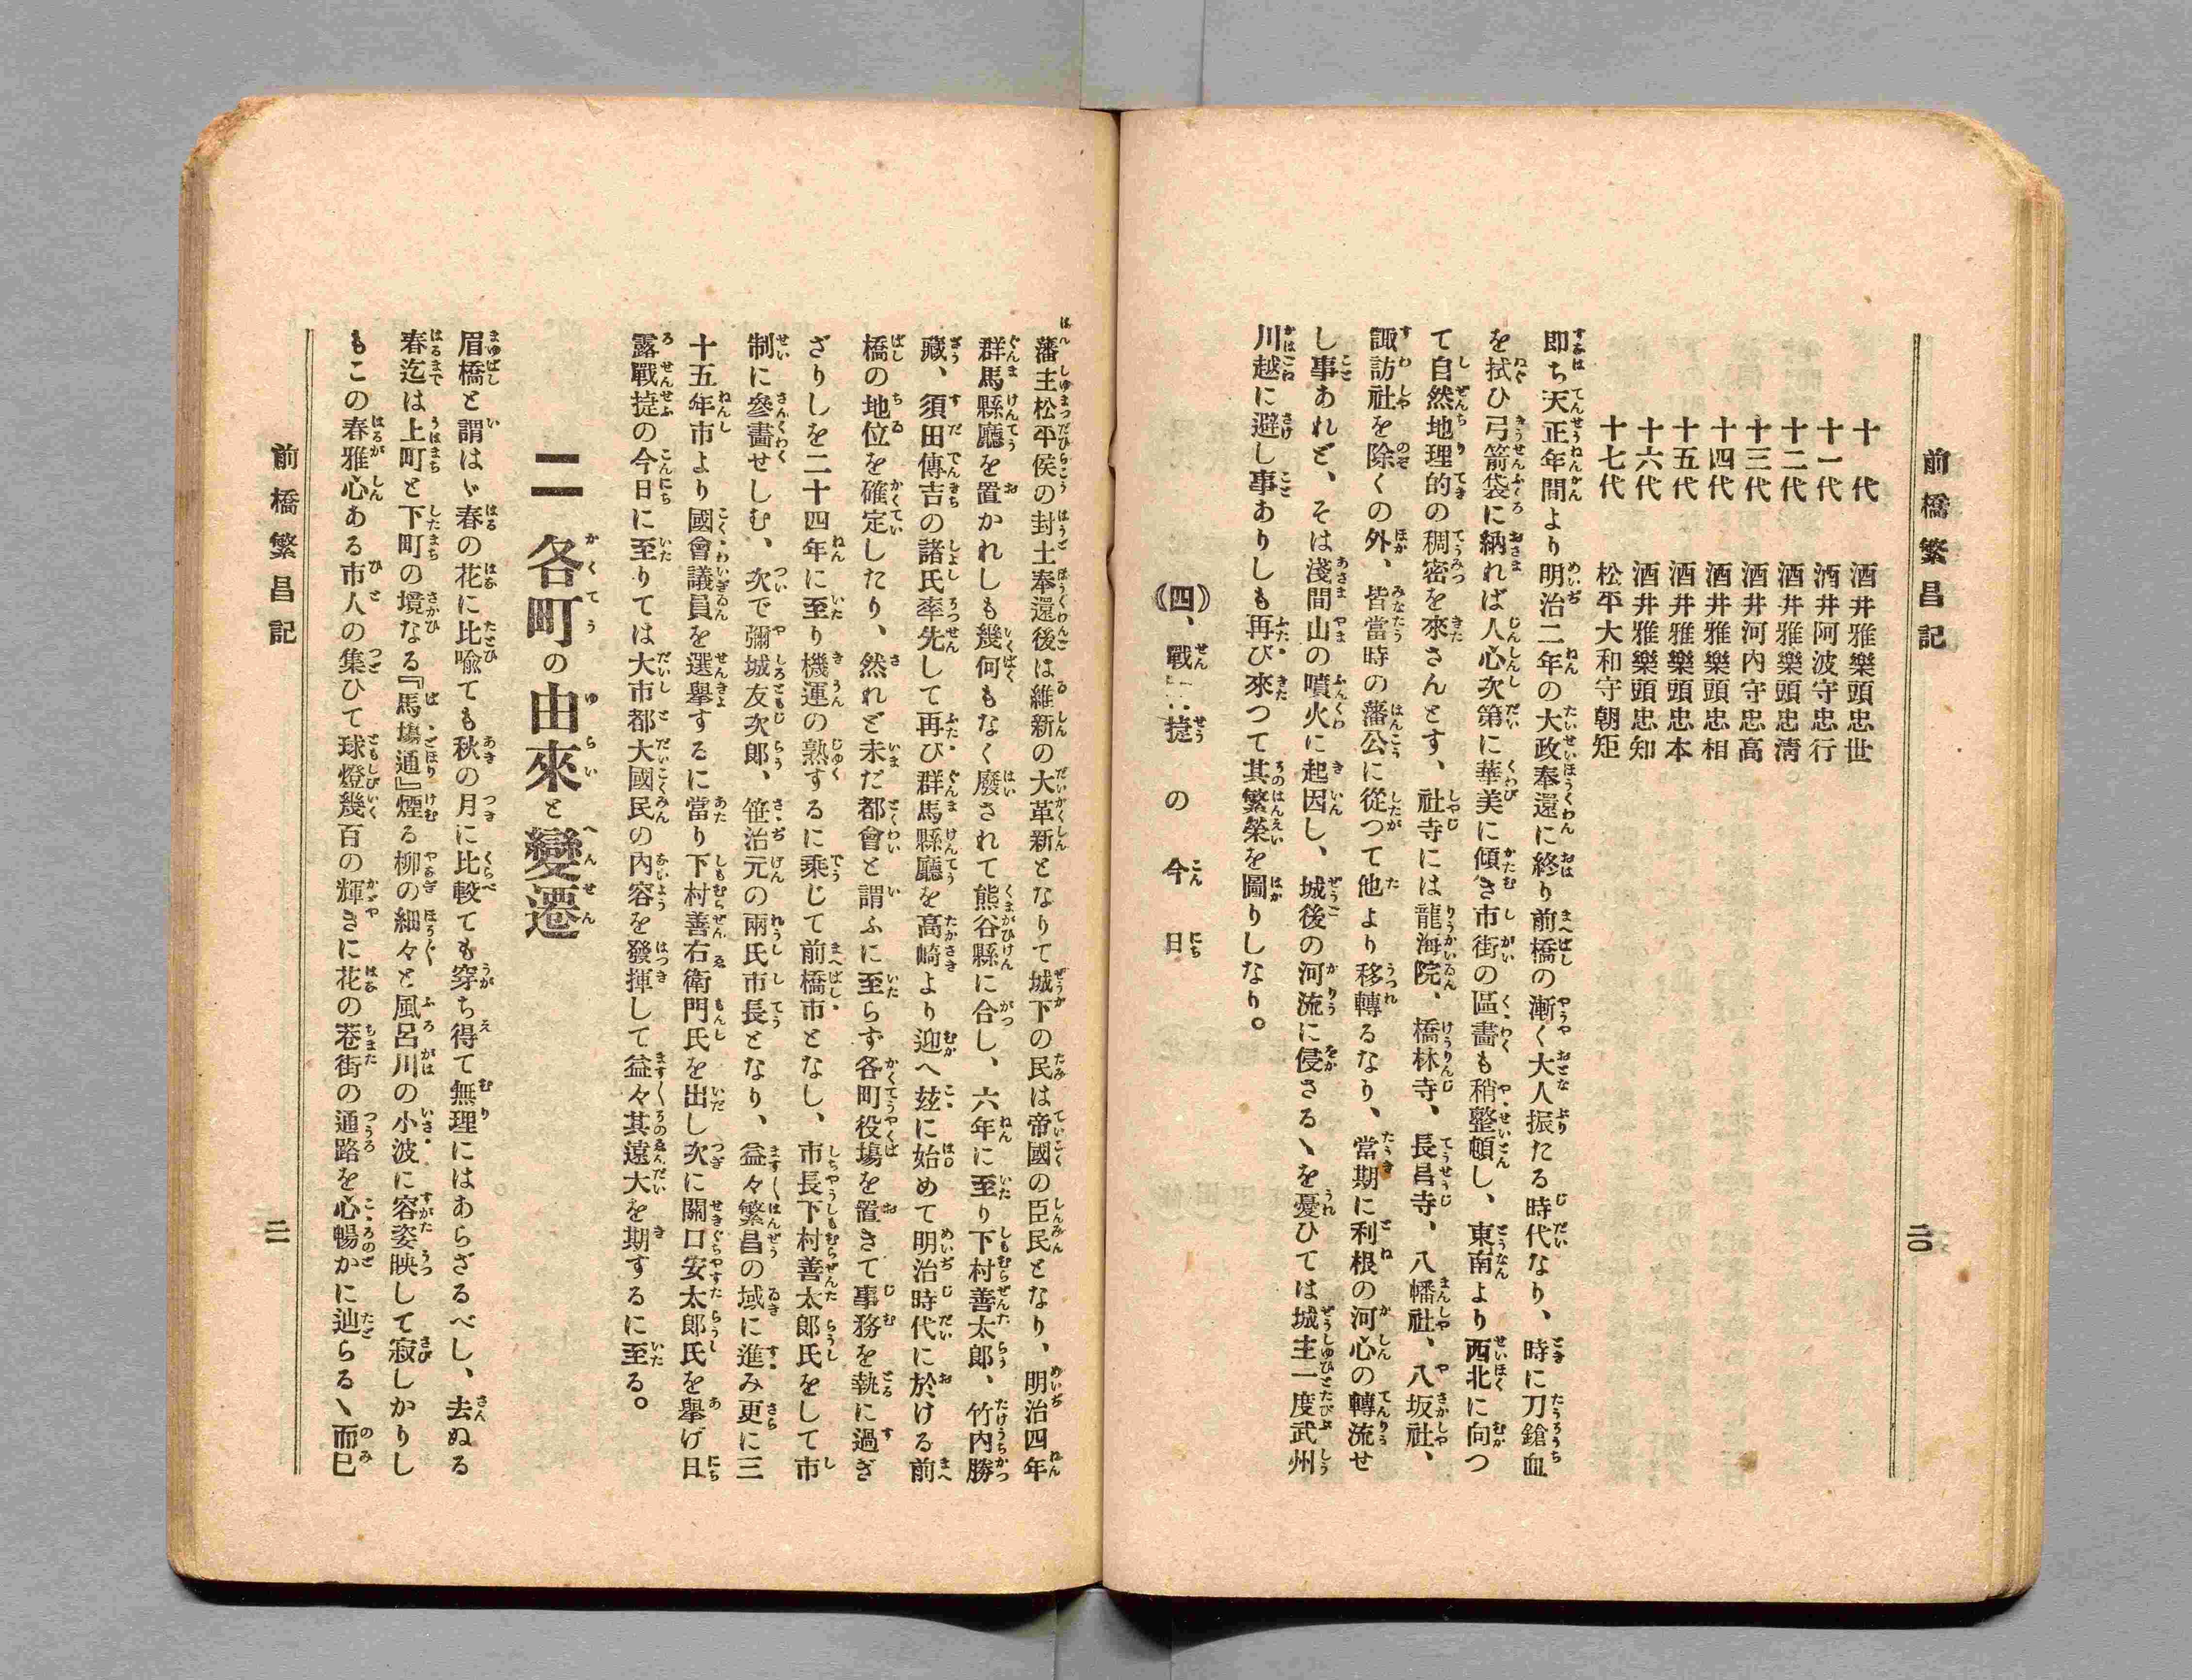 前橋繁昌記
二〇
十代　酒井雅樂頭忠世
十一代　酒井阿波守忠行
十二代　酒井雅樂頭忠淸
十三代　酒井河内守忠高
十四代　酒井雅樂頭忠相
十五代　酒井雅樂頭忠本
十六代　酒井雅樂頭忠知
十七代　松平大和守朝矩
即ち天正年間より明治二年の大政奉還に終り前橋の漸く大人振たる時代なり、時に刀鎗血
を拭ひ弓箭袋に納れば人心次第に華美に傾き市街の區畫も稍整頓し、東南より西北に向つ
て自然地理的の稠密を來さんとす、社寺には龍海院、橋林寺、長昌寺、八幡社、八坂社、
諏訪社を除くの外、皆當時の藩公に從つて他より移轉るなり、當期に利根の河心の轉流せ
し事あれど、そは淺間山の噴火に起因し、城後の河流に侵さるゝを憂ひては城主一度武州
川越に避し事ありしも再び來つて其繁榮を圖りしなり。
（四、戰捷の今日
藩主松平侯の封土奉還後は維新の大革新となりて城下の民は帝國の臣民となり、明治四年
群馬縣廳を置かれしも幾何もなく廢されて熊谷縣に合し、六年に至り下村善太郎、竹内勝
藏、須田傳吉の諸氏率先して再び群馬縣廳を高崎より迎へ玆に始めて明治時代に於ける前
橋の地位を確定したり、然れど未だ都會と謂ふに至らず各町役塲を置きて事務を執に過ぎ
ざりしを二十四年に至り機運の熟するに乘じて前橋市となし、市長下村善太郎氏をして市
制に參畵せしむ、次で彌城友次郎、笹治元の兩氏市長となり、益々繁昌の域に進み更に三
十五年市より國會議員を選擧するに當り下村善右衛門氏を出し次に關口安太郎氏を擧げ日
露戰捷の今日に至りては大市都大國民の内容を發揮して益々其遠大を期するに至る。
二　各町の由來と變遷
眉橋と謂はゞ春の花に比喩ても秋の月に比較ても穿ち得て無理にはあらざるべし、去ぬる
春迄は上町と下町の境なる『馬塲通』煙る柳の細々と風呂川の小波に容姿映して寂しかりし
もこの春雅心ある市人の集ひて球燈幾百の輝きに花の巷街の通路を心暢かに辿らるゝ而巳
前橋繁昌記
二一